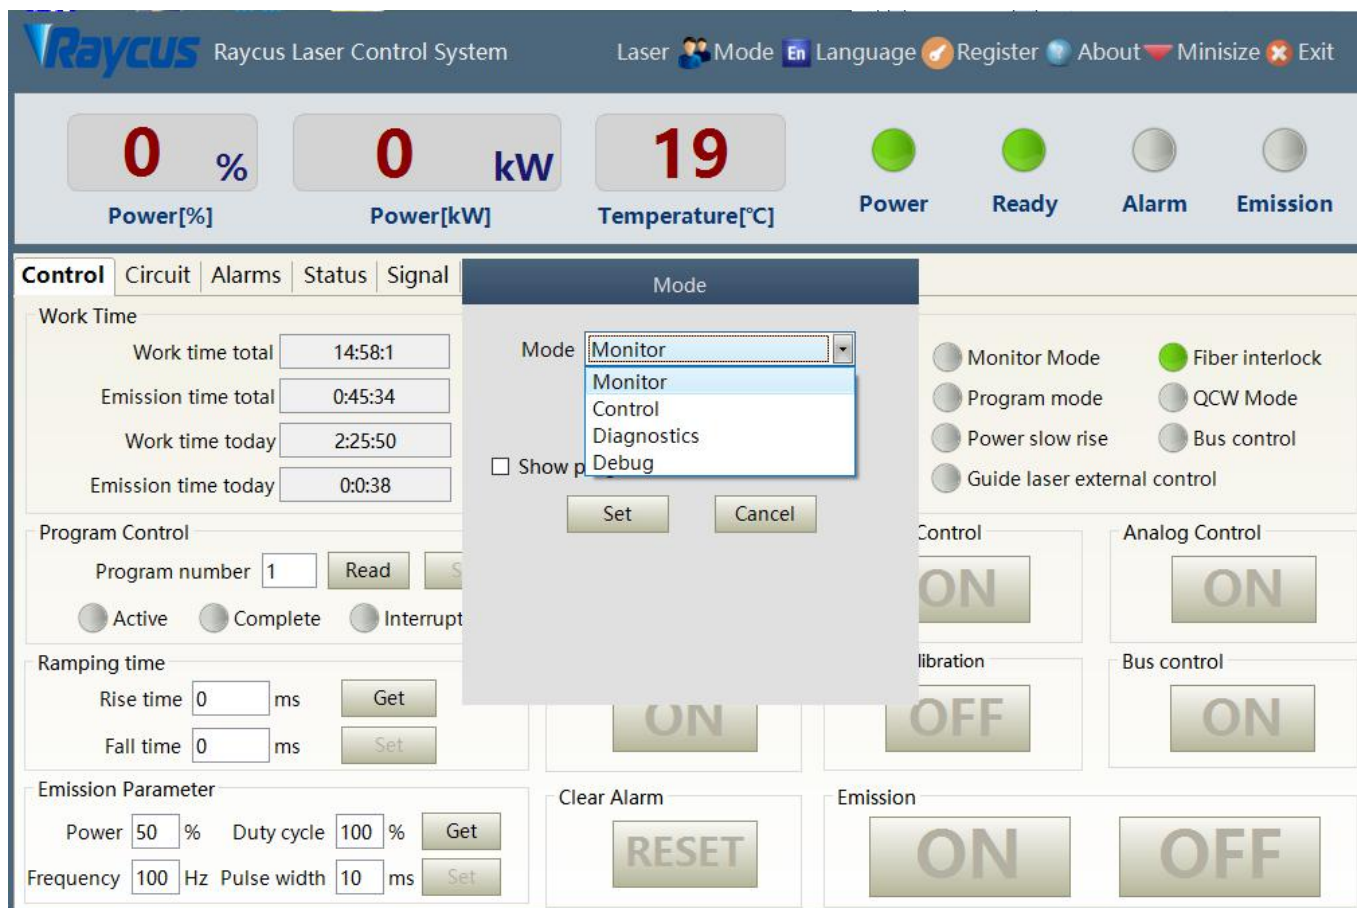 Raycus Raycus Laser Control System Laser Mode En Language Register About Minisize Exit
0 % 0 kW 19
Power[%] Power[kW] Temperature[℃] Power Ready Alarm Emission
Control Circuit Alarms Status Signal
Mode
Work Time
Work time total 14:58:1
Emission time total 0:45:34
Work time today 2:25:50
Emission time today 0:0:38
Mode Monitor
Monitor
Control
Diagnostics
Debug
Show
Set Cancel
Monitor Mode Fiber interlock
Program mode QCW Mode
Power slow rise Bus control
Guide laser external control
Program Control
Program number 1 Read
Active Complete Interrupt
Control
ON
Analog Control
ON
Ramping time
Rise time 0 ms Get
Fall time 0 ms Set
ON
OFF
Bus control
ON
Emission Parameter
Power 50 % Duty cycle 100 % Get
Frequency 100 Hz Pulse width 10 ms Set
Clear Alarm
RESET
Emission
ON OFF